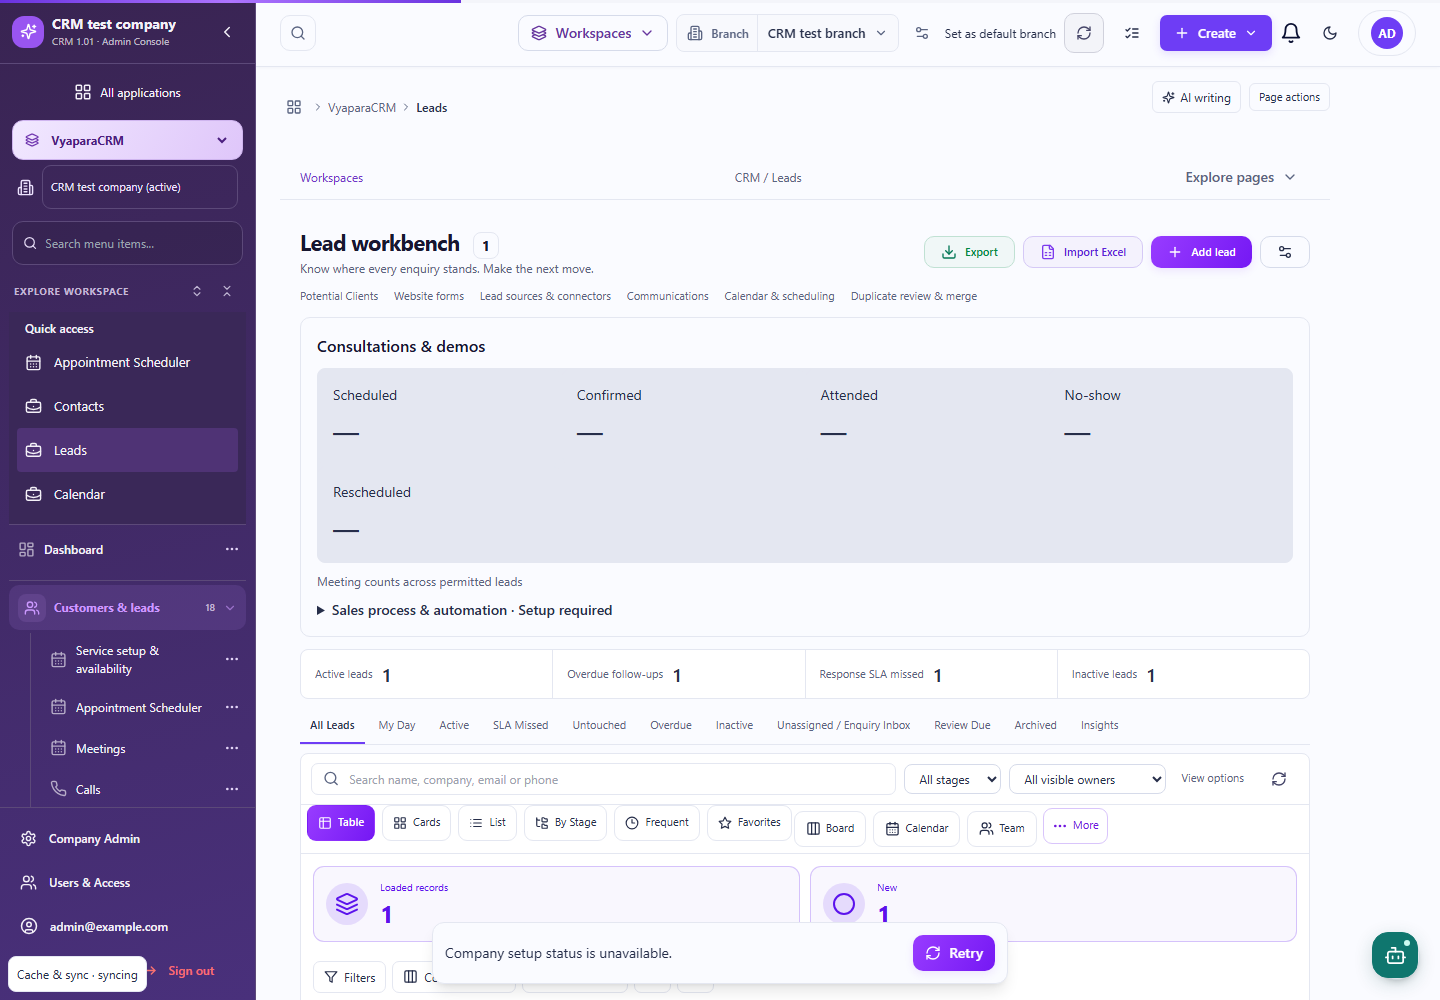 CRM test company
CRM 1.01 · Admin Console
Workspaces
Branch
CRM test branch
Set as default branch
Create
AD
All applications
VyaparaCRM
CRM test company (active)
Search menu items...
EXPLORE WORKSPACE
Quick access
Appointment Scheduler
Contacts
Leads
Calendar
Dashboard
Customers & leads 18
Service setup &
availability
Appointment Scheduler
Meetings
Calls
Company Admin
Users & Access
admin@example.com
Cache & sync · syncing
Sign out
VyaparaCRM
Leads
AI writing
Page actions
Workspaces
CRM / Leads
Explore pages
Lead workbench 1
Know where every enquiry stands. Make the next move.
Export
Import Excel
Add lead
Potential Clients Website forms Lead sources & connectors Communications Calendar & scheduling Duplicate review & merge
Consultations & demos
Scheduled Confirmed Attended No-show
— — — —
Rescheduled
—
Meeting counts across permitted leads
Sales process & automation · Setup required
Active leads 1 Overdue follow-ups 1 Response SLA missed 1 Inactive leads 1
All Leads My Day Active SLA Missed Untouched Overdue Inactive Unassigned / Enquiry Inbox Review Due Archived Insights
Search name, company, email or phone
All stages
All visible owners
View options
Table Cards List By Stage Frequent Favorites Board Calendar Team More
Loaded records
1
New
1
Company setup status is unavailable.
Retry
Filters